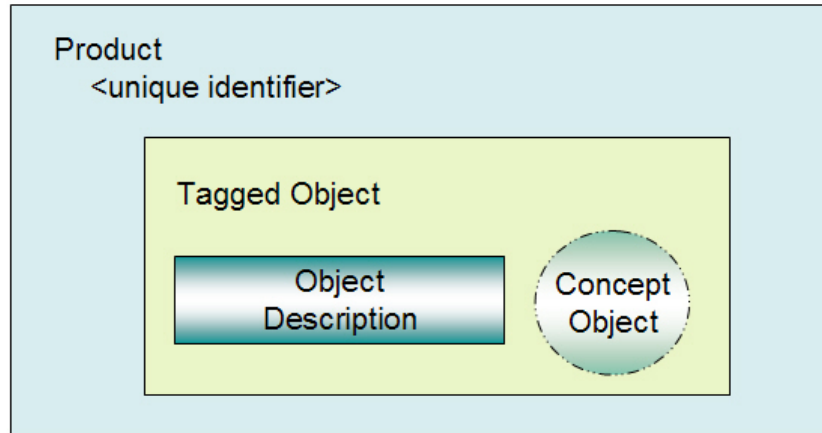 Product
<unique identifier>
Tagged Object
Object
Description
Concept
Object